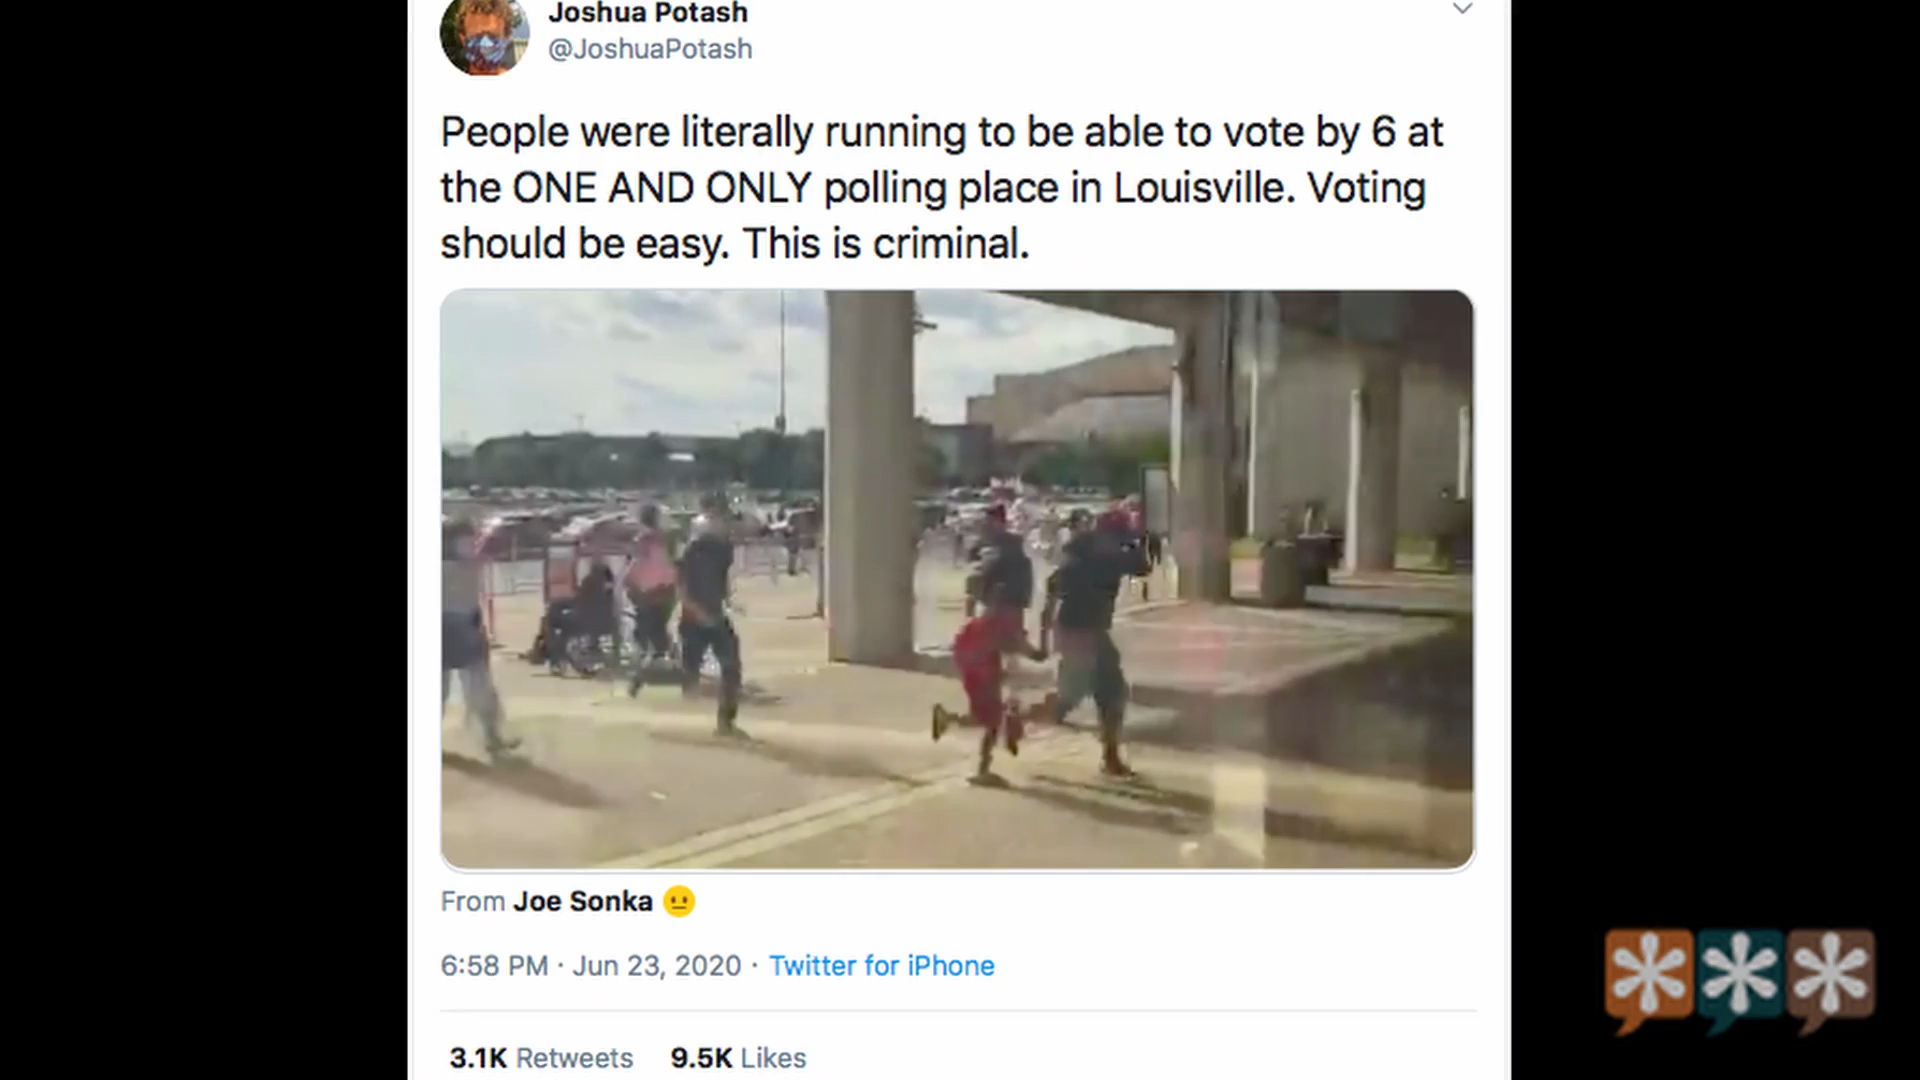 Joshua Potash
@JoshuaPotash
People were literally running to be able to vote by 6 at
the ONE AND ONLY polling place in Louisville. Voting
should be easy. This is criminal.
From Joe Sonka 😐
6:58 PM · Jun 23, 2020 · Twitter for iPhone
3.1K Retweets 9.5K Likes